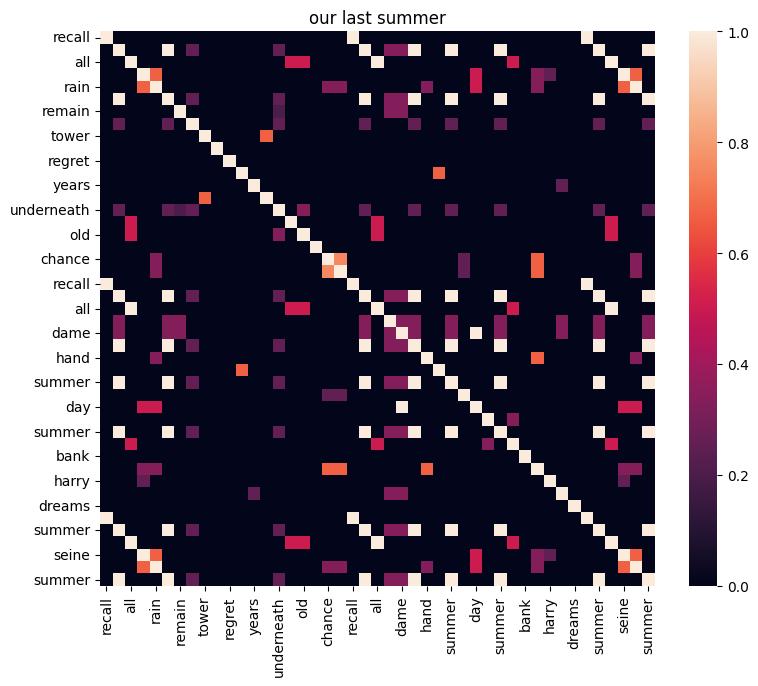 our last summer
recall
all
rain
remain
tower
regret
years
underneath
old
chance
recall
all
dame
hand
summer
day
summer
bank
harry
dreams
summer
seine
summer
1.0
0.8
0.6
0.4
0.2
0.0
recall
all
rain
remain
tower
regret
years
underneath
old
chance
recall
all
dame
hand
summer
day
summer
bank
harry
dreams
summer
seine
summer